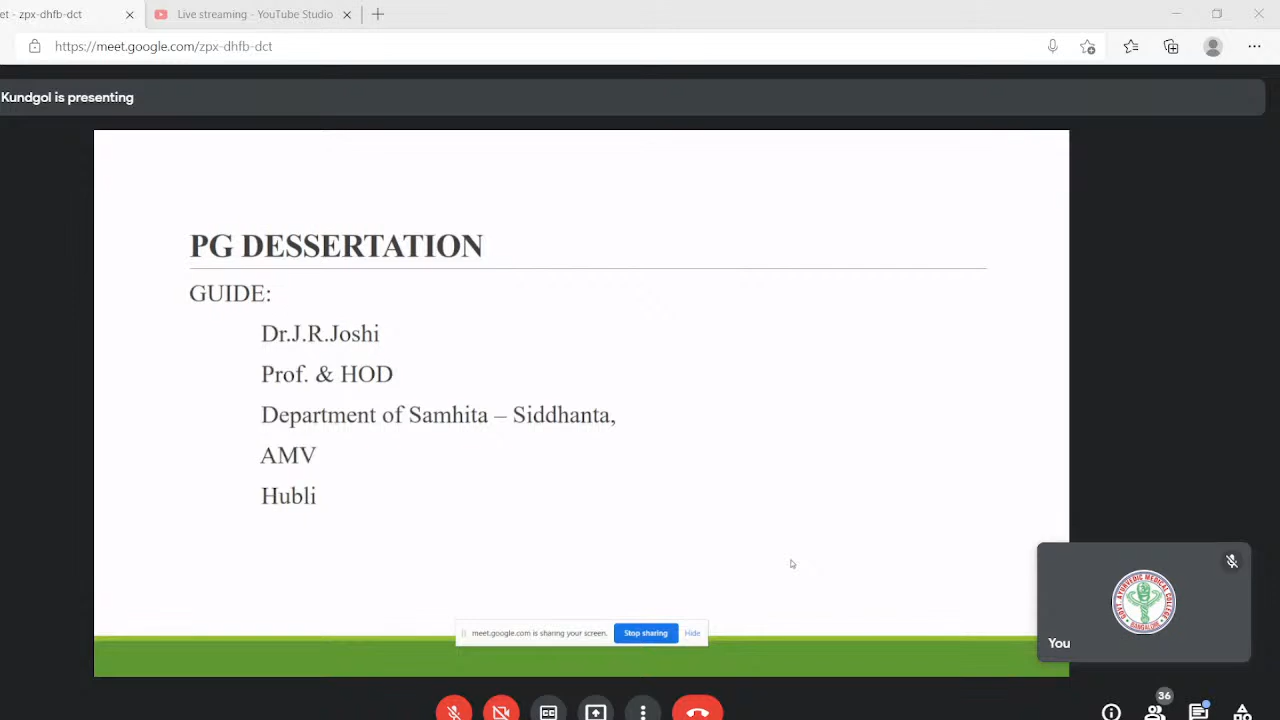 et - zpx-dhfb-dct
Live streaming - YouTube Studio
https://meet.google.com/zpx-dhfb-dct
Kundgol is presenting
PG DESSERTATION
GUIDE:
Dr.J.R.Joshi
Prof. & HOD
Department of Samhita – Siddhanta,
AMV
Hubli
meet.google.com is sharing your screen.
Stop sharing
Hide
You
CC
36